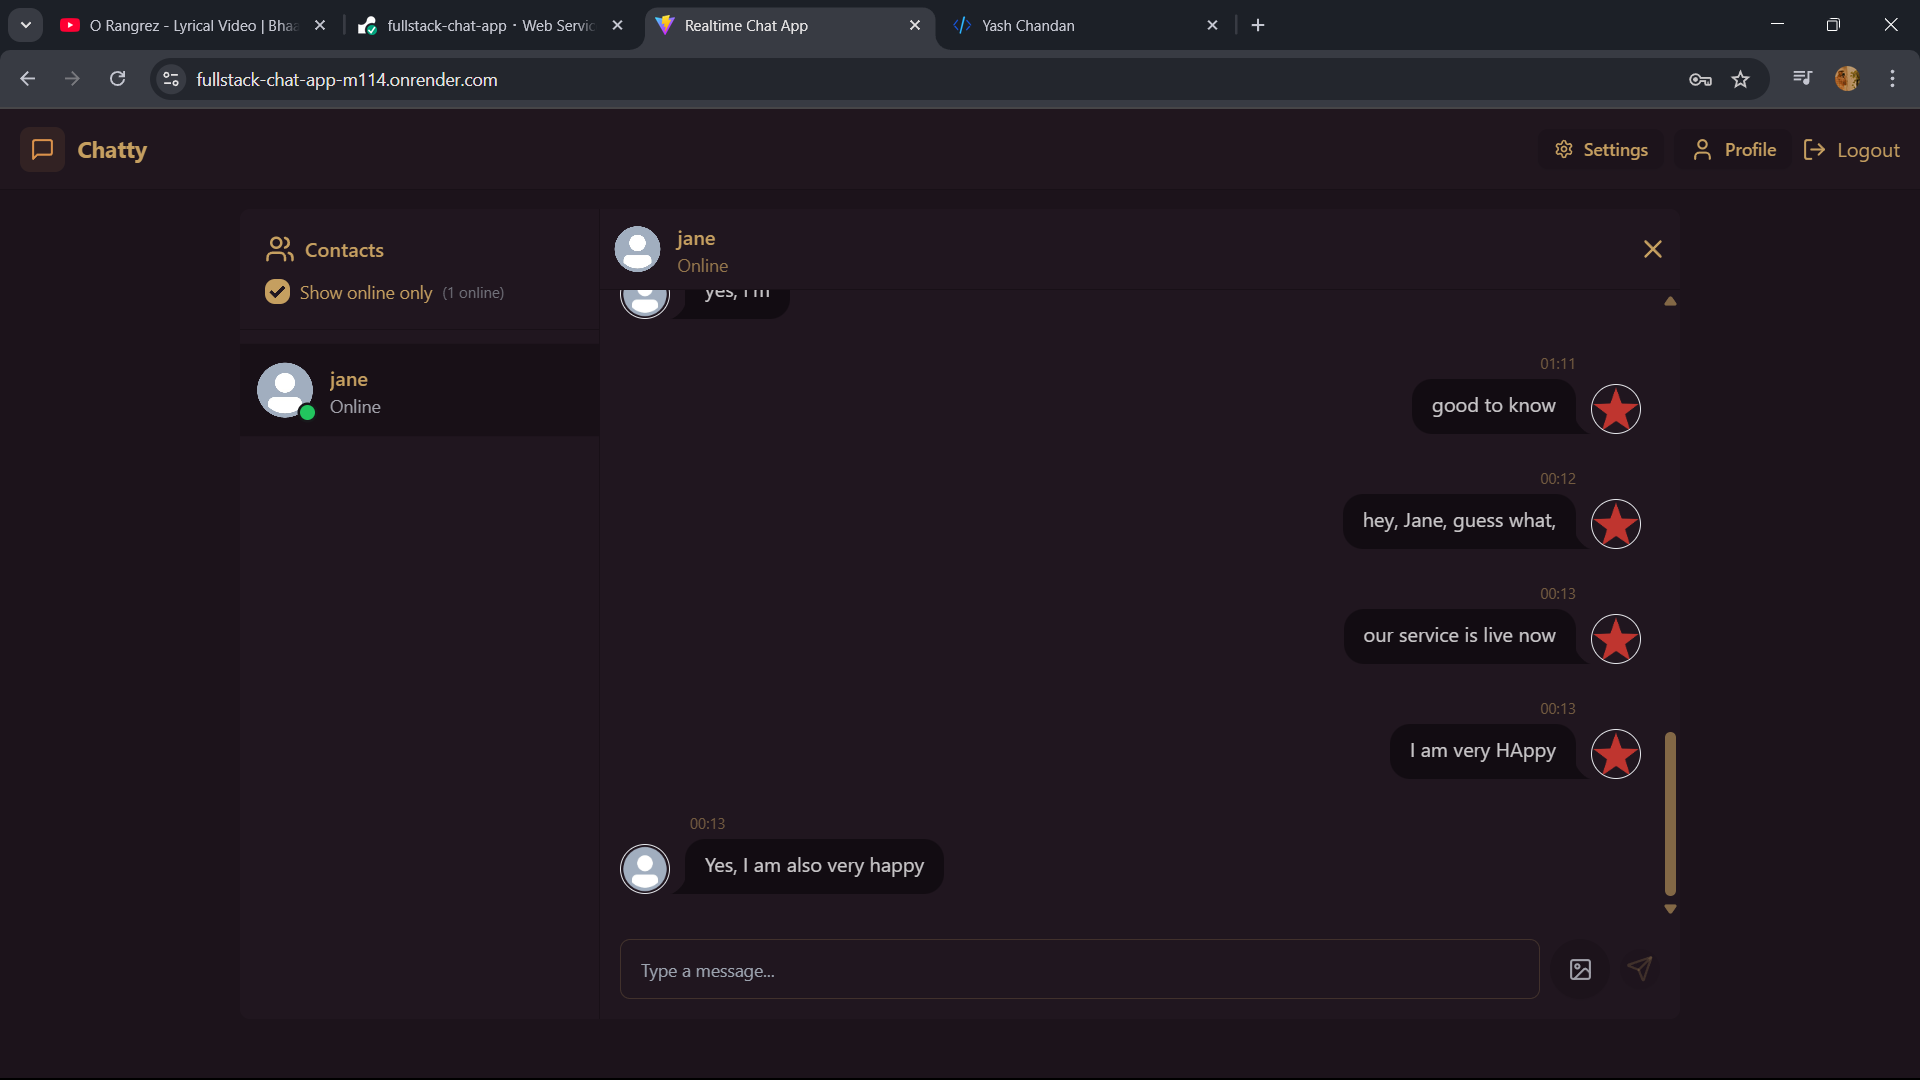 O Rangrez - Lyrical Video | Bhaa
fullstack-chat-app · Web Servic
Realtime Chat App
Yash Chandan
fullstack-chat-app-m114.onrender.com
Chatty
Settings
Profile
Logout
Contacts
Show online only (1 online)
jane
Online
jane
Online
yes, I'm
01:11
good to know
00:12
hey, Jane, guess what,
00:13
our service is live now
00:13
I am very HAppy
00:13
Yes, I am also very happy
Type a message...